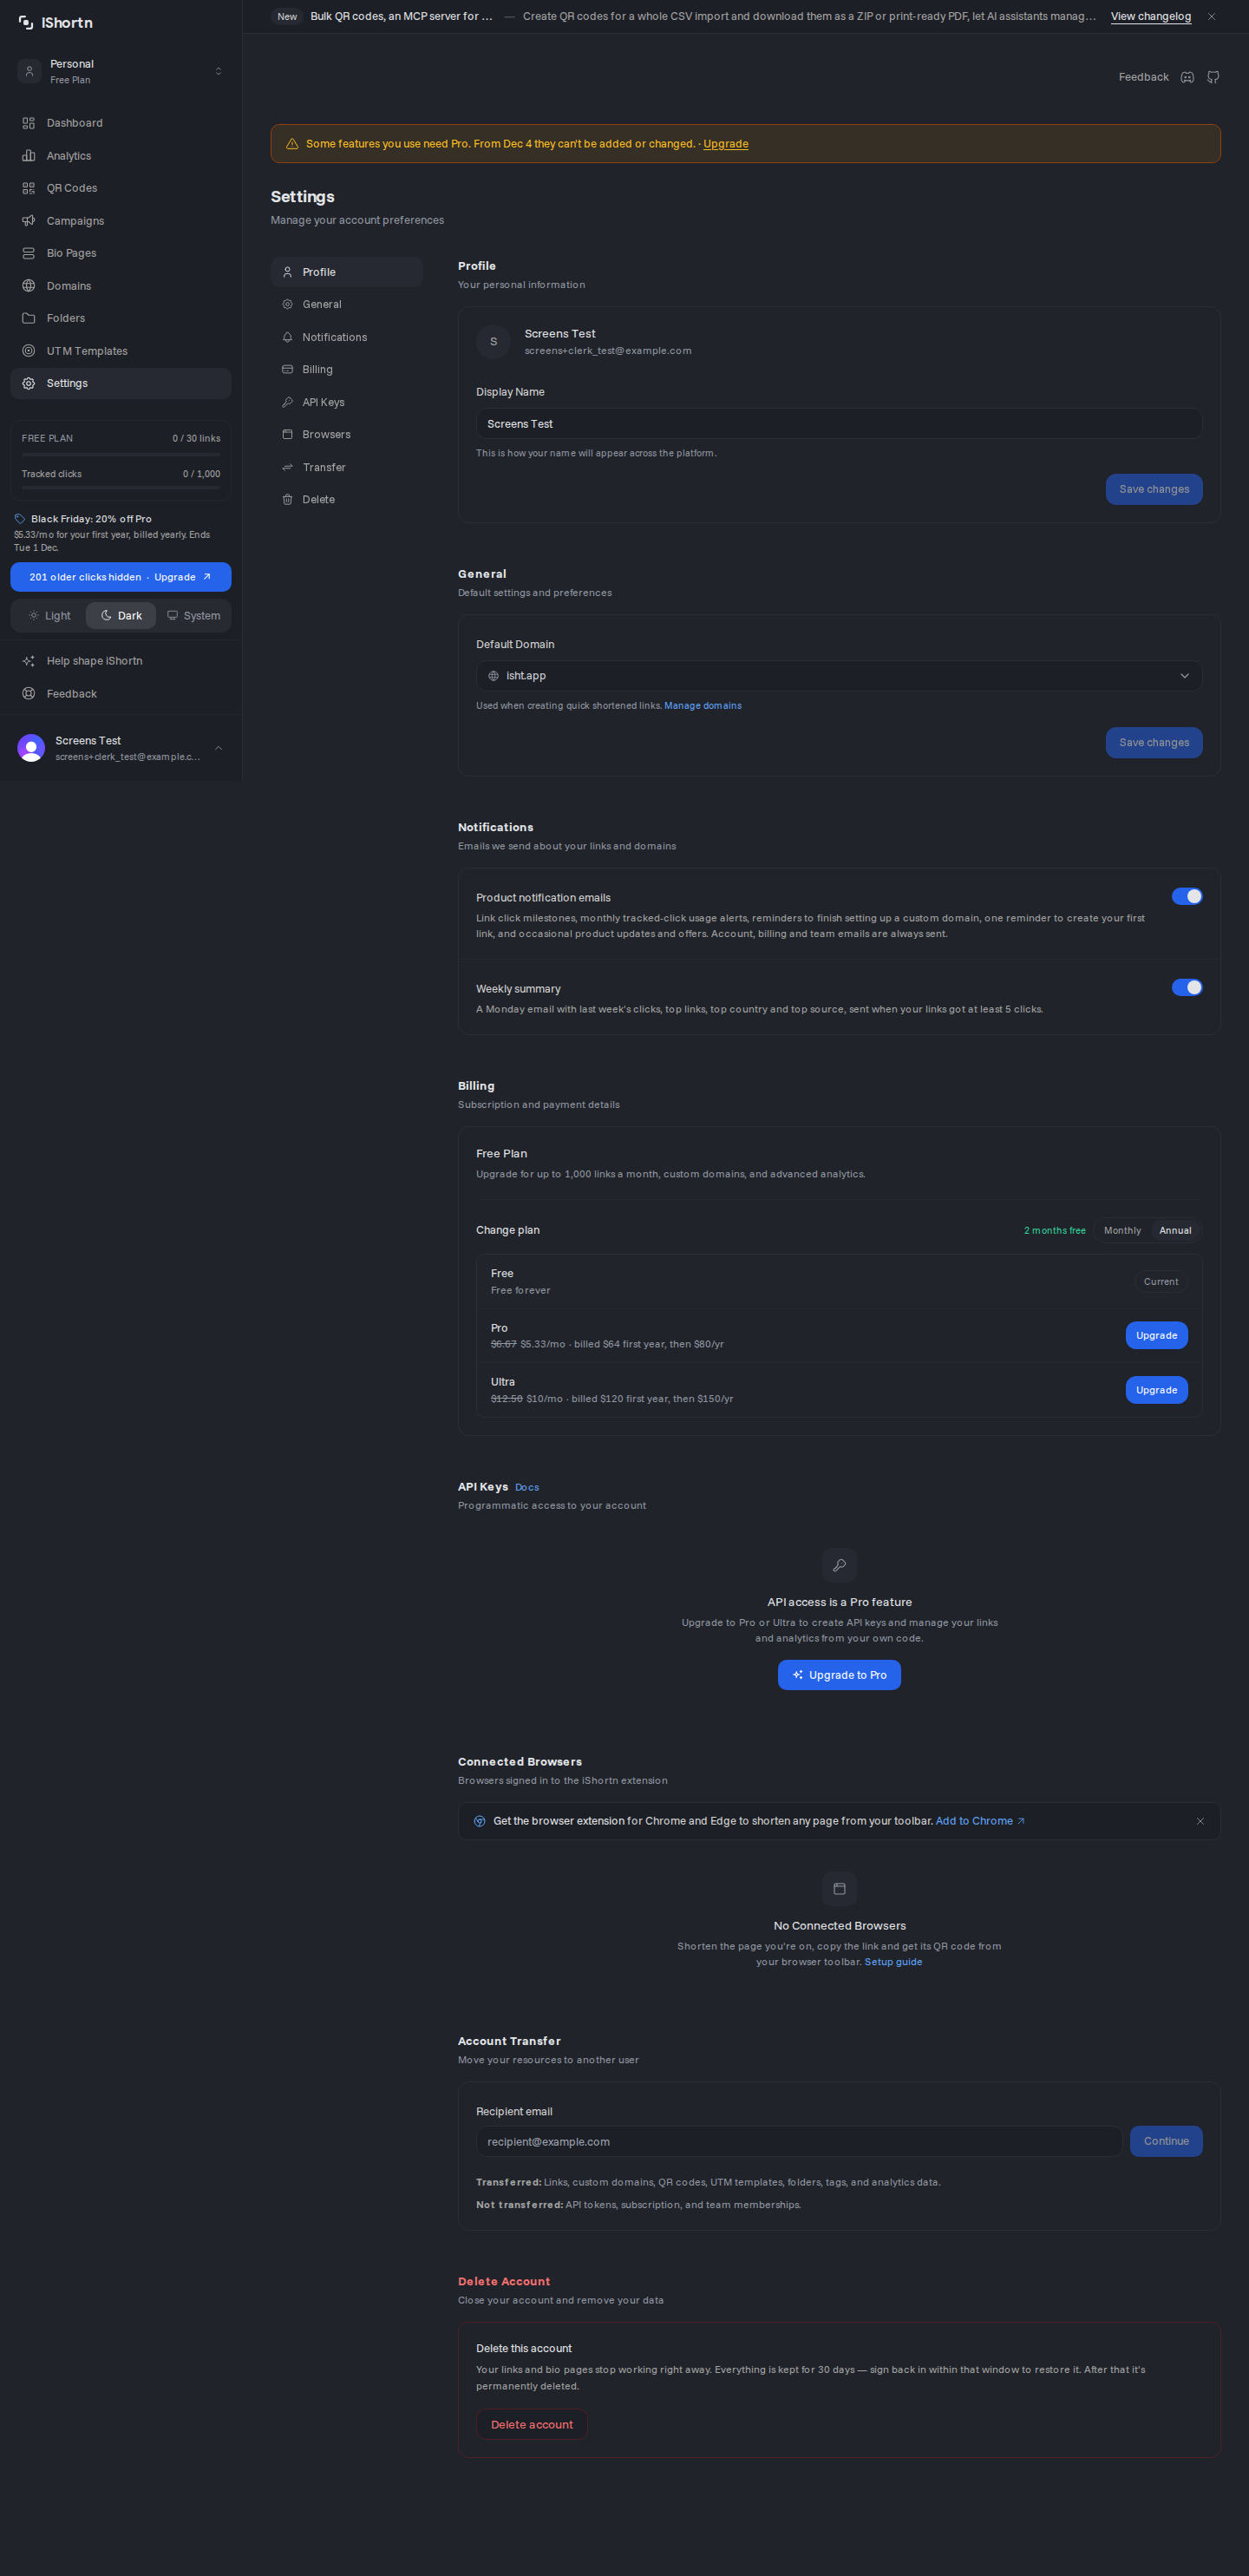 iShortn
Personal
Free Plan
Dashboard
Analytics
QR Codes
Campaigns
Bio Pages
Domains
Folders
UTM Templates
Settings
FREE PLAN 0 / 30 links
Tracked clicks 0 / 1,000
Black Friday: 20% off Pro
$5.33/mo for your first year, billed yearly. Ends
Tue 1 Dec.
201 older clicks hidden · Upgrade
Light Dark System
Help shape iShortn
Feedback
Screens Test
screens+clerk_test@example.c...
New Bulk QR codes, an MCP server for ... — Create QR codes for a whole CSV import and download them as a ZIP or print-ready PDF, let AI assistants manag... View changelog
Feedback
Some features you use need Pro. From Dec 4 they can't be added or changed. · Upgrade
Settings
Manage your account preferences
Profile
General
Notifications
Billing
API Keys
Browsers
Transfer
Delete
Profile
Your personal information
S
Screens Test
screens+clerk_test@example.com
Display Name
Screens Test
This is how your name will appear across the platform.
Save changes
General
Default settings and preferences
Default Domain
isht.app
Used when creating quick shortened links. Manage domains
Save changes
Notifications
Emails we send about your links and domains
Product notification emails
Link click milestones, monthly tracked-click usage alerts, reminders to finish setting up a custom domain, one reminder to create your first
link, and occasional product updates and offers. Account, billing and team emails are always sent.
Weekly summary
A Monday email with last week's clicks, top links, top country and top source, sent when your links got at least 5 clicks.
Billing
Subscription and payment details
Free Plan
Upgrade for up to 1,000 links a month, custom domains, and advanced analytics.
Change plan 2 months free Monthly Annual
Free
Free forever
Current
Pro
$6.67 $5.33/mo · billed $64 first year, then $80/yr
Upgrade
Ultra
$12.50 $10/mo · billed $120 first year, then $150/yr
Upgrade
API Keys Docs
Programmatic access to your account
API access is a Pro feature
Upgrade to Pro or Ultra to create API keys and manage your links
and analytics from your own code.
Upgrade to Pro
Connected Browsers
Browsers signed in to the iShortn extension
Get the browser extension for Chrome and Edge to shorten any page from your toolbar. Add to Chrome
No Connected Browsers
Shorten the page you're on, copy the link and get its QR code from
your browser toolbar. Setup guide
Account Transfer
Move your resources to another user
Recipient email
recipient@example.com
Continue
Transferred: Links, custom domains, QR codes, UTM templates, folders, tags, and analytics data.
Not transferred: API tokens, subscription, and team memberships.
Delete Account
Close your account and remove your data
Delete this account
Your links and bio pages stop working right away. Everything is kept for 30 days — sign back in within that window to restore it. After that it's
permanently deleted.
Delete account